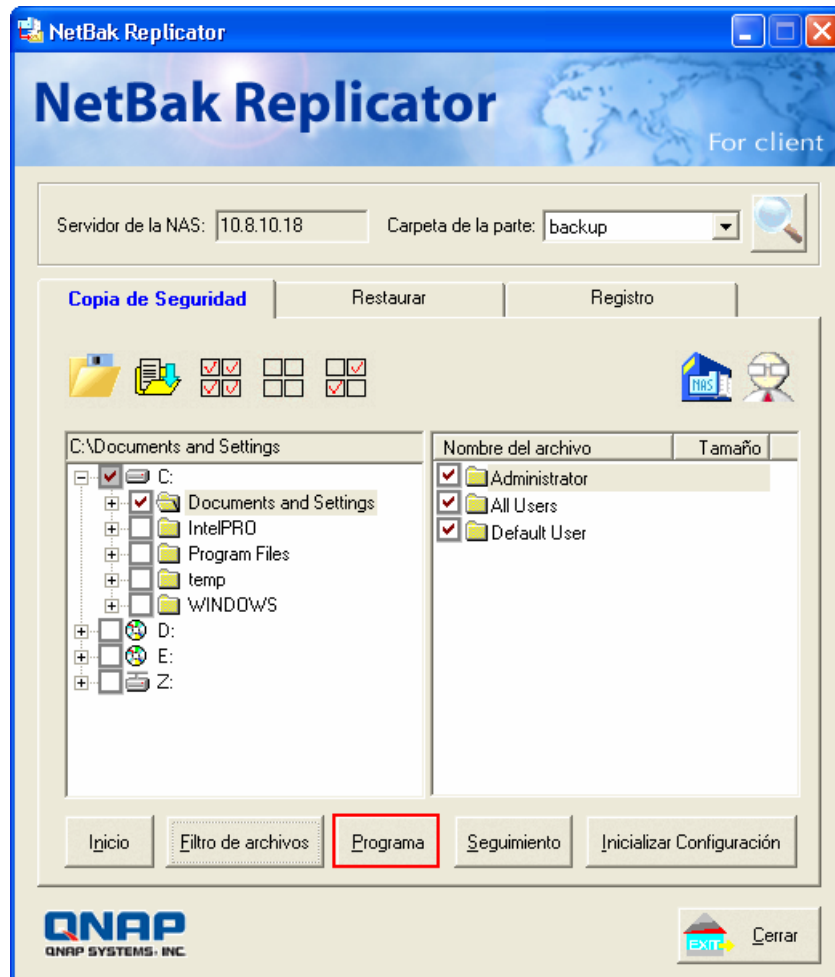 NetBak Replicator
NetBak Replicator
For client
Servidor de la NAS: 10.8.10.18 Carpeta de la parte: backup
Copia de Seguridad Restaurar Registro
NAS
C:\Documents and Settings Nombre del archivo Tamaño
C: Administrator
Documents and Settings All Users
IntelPRO Default User
Program Files
temp
WINDOWS
D:
E:
Z:
Inicio Filtro de archivos Programa Seguimiento Inicializar Configuración
QNAP
QNAP SYSTEMS, INC
EXIT Cerrar